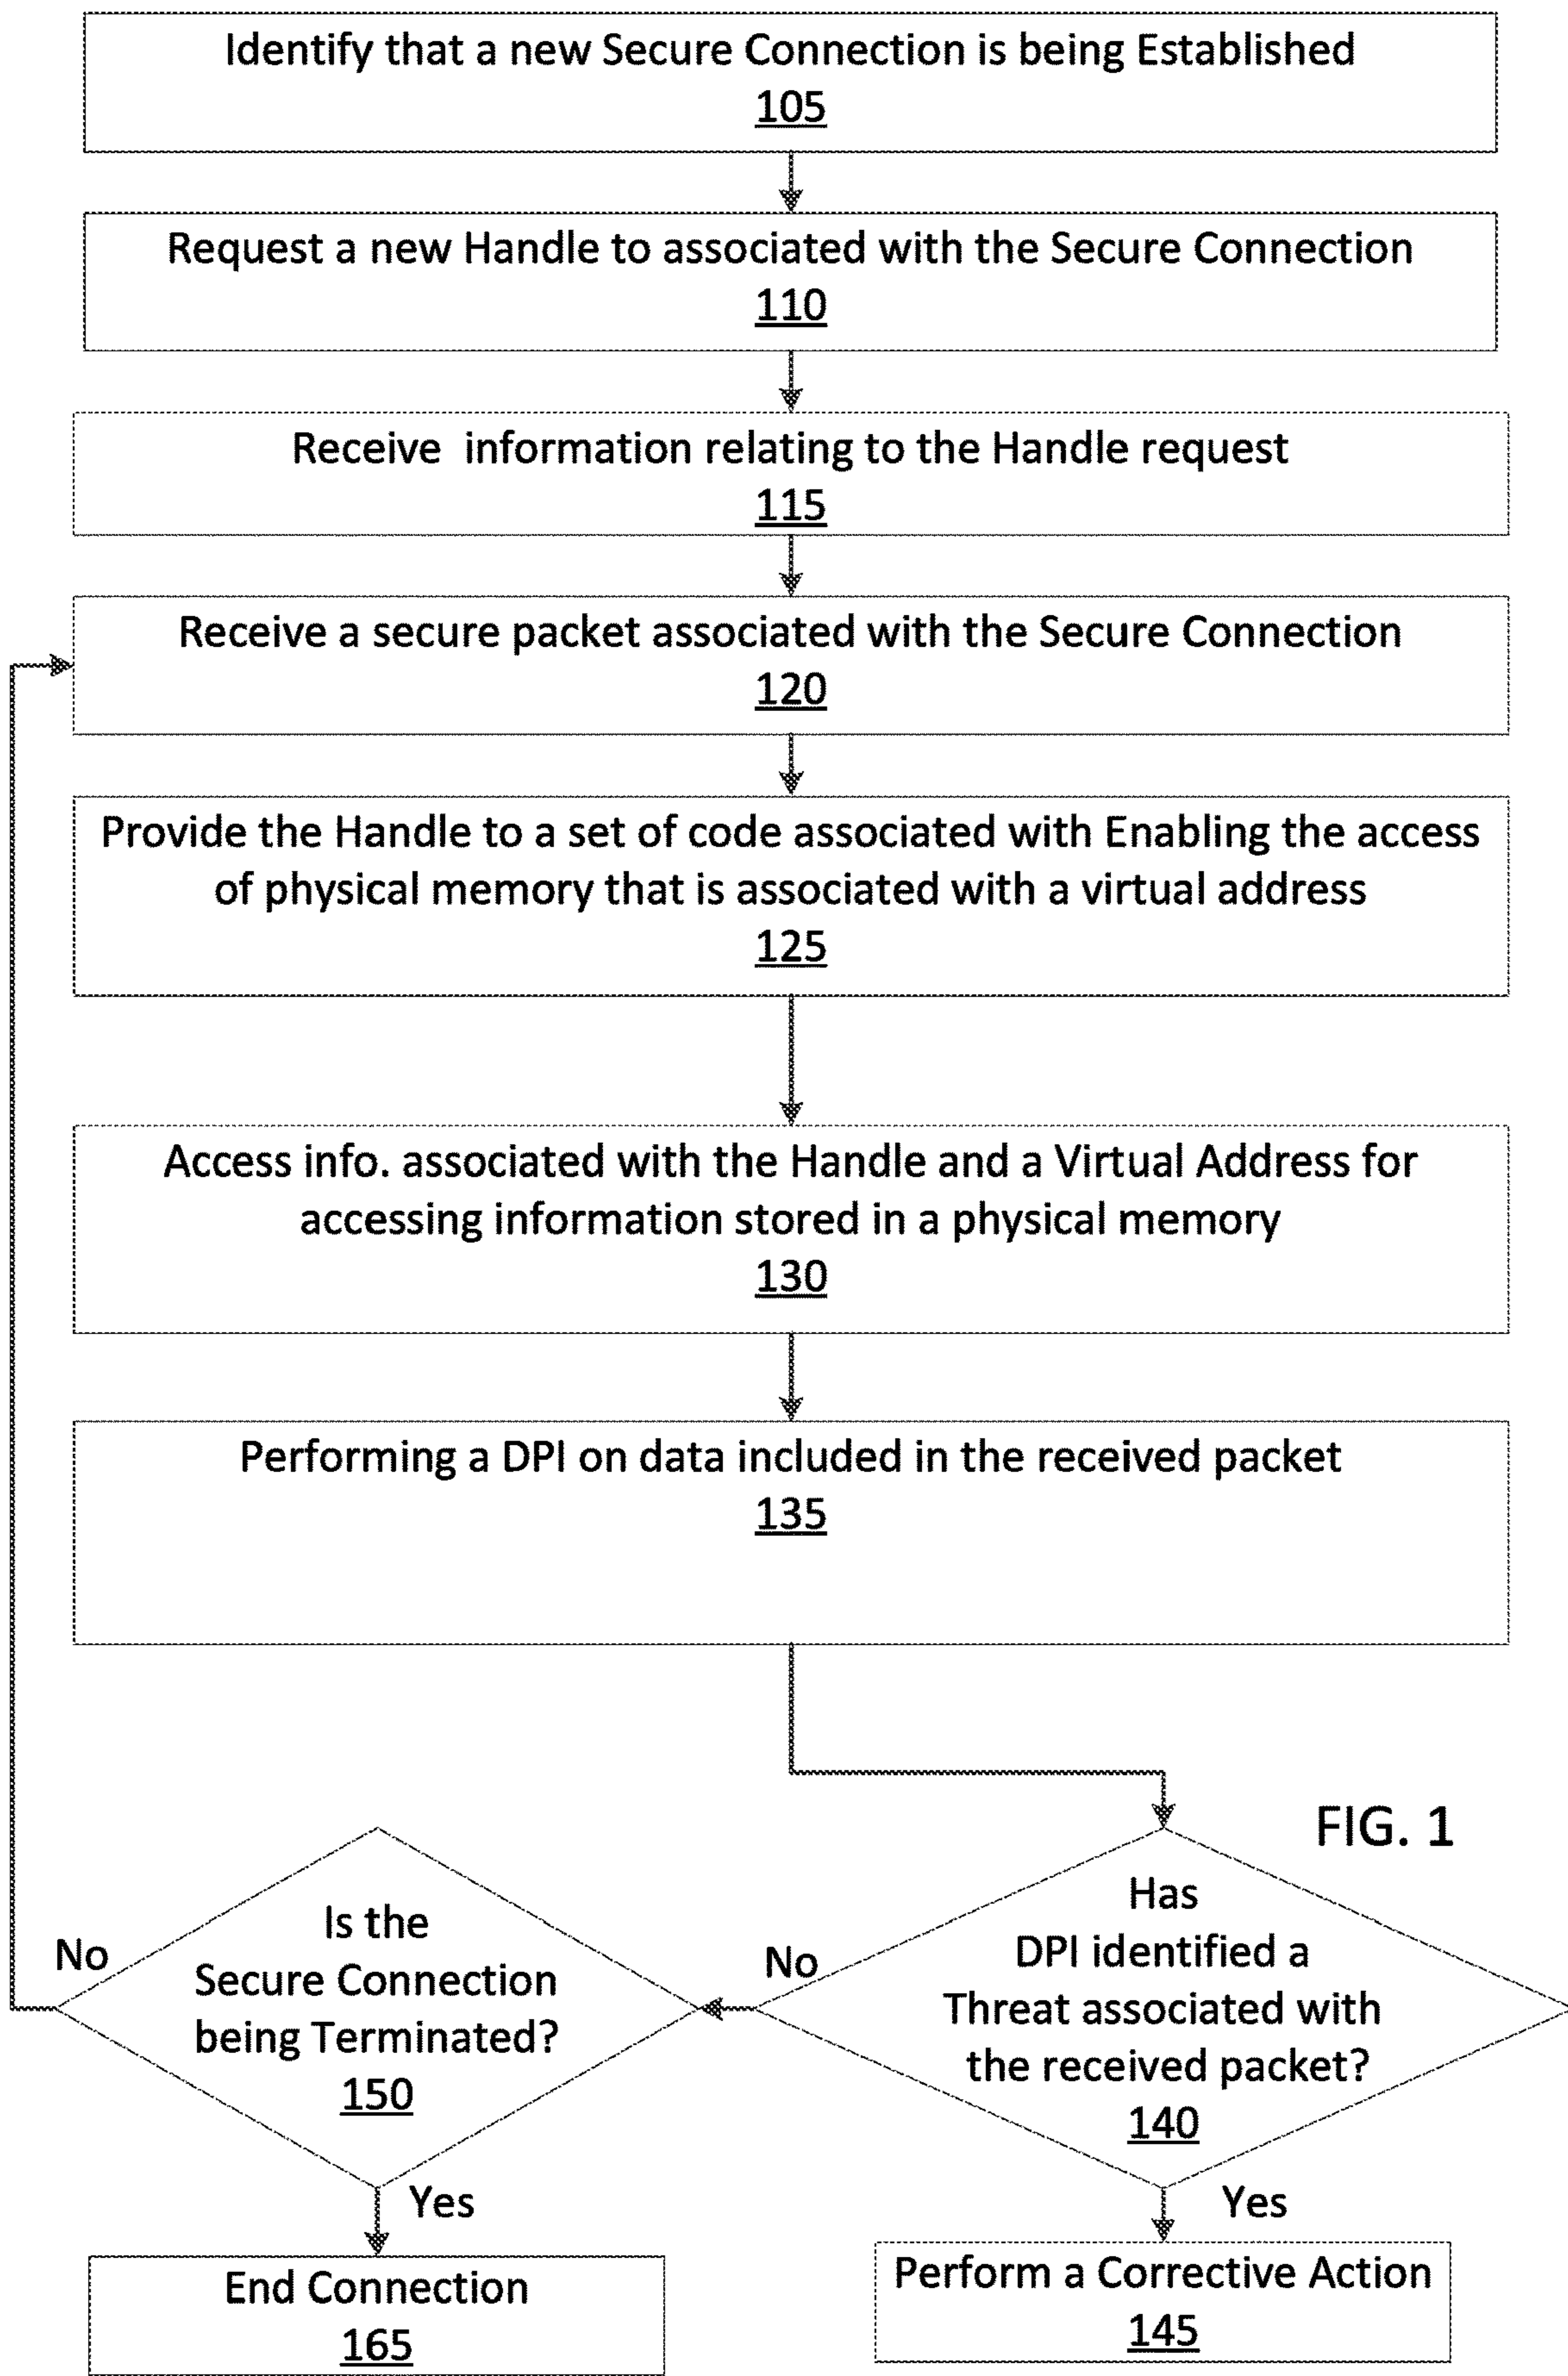 Identify that a new Secure Connection is being Established
105
Request a new Handle to associated with the Secure Connection
110
Receive information relating to the Handle request
115
Receive a secure packet associated with the Secure Connection
120
Provide the Handle to a set of code associated with Enabling the access
of physical memory that is associated with a virtual address
125
Access info. associated with the Handle and a Virtual Address for
accessing information stored in a physical memory
130
Performing a DPI on data included in the received packet
135
FIG. 1
Has
DPI identified a
Threat associated with
the received packet?
140
No
Yes
Is the
Secure Connection
being Terminated?
150
No
Yes
End Connection
165
Perform a Corrective Action
145